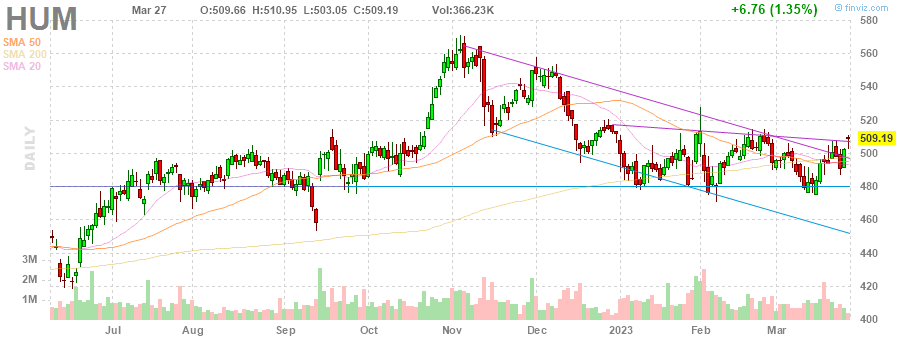 HUM Mar 27 O:509.66 H:510.95 L:503.05 C:509.19 Vol:366.23K +6.76 (1.35%) © finviz.com
SMA 50
SMA 200
SMA 20
DAILY
580
560
540
520
509.19
500
480
460
440
420
400
3M
2M
1M
Jul Aug Sep Oct Nov Dec 2023 Feb Mar